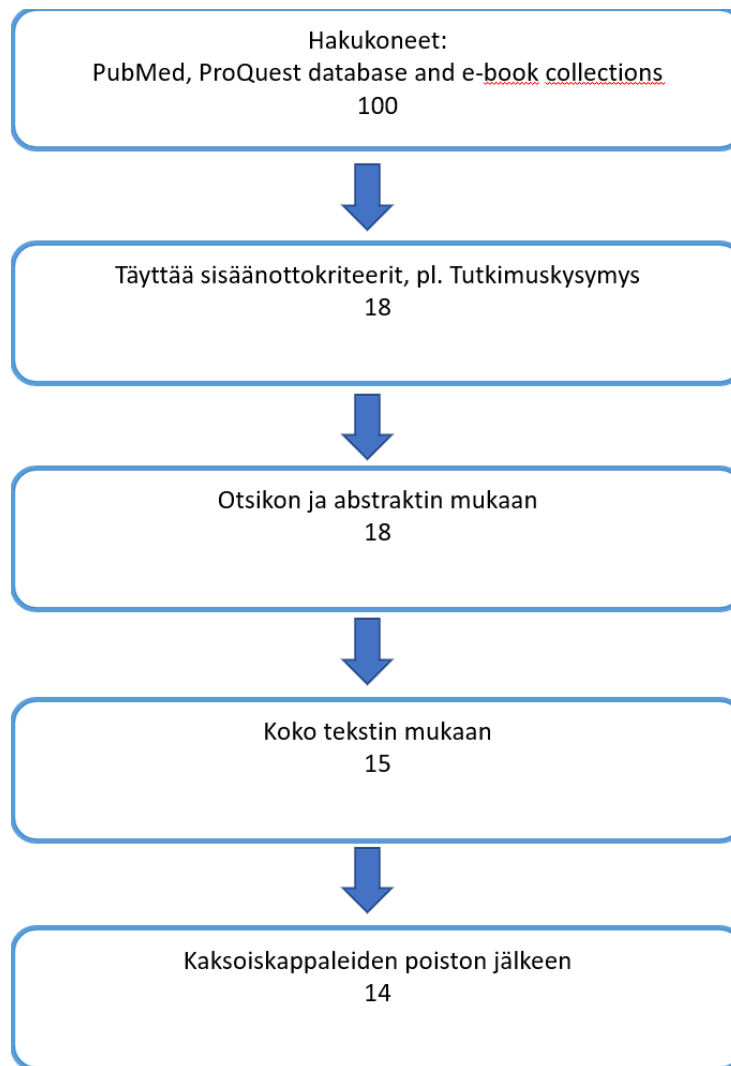 Hakukoneet:
PubMed, ProQuest database and e-book collections
100
Täyttää sisäänottokriteerit, pl. Tutkimuskysymys
18
Otsikon ja abstraktin mukaan
18
Koko tekstin mukaan
15
Kaksoiskappaleiden poiston jälkeen
14